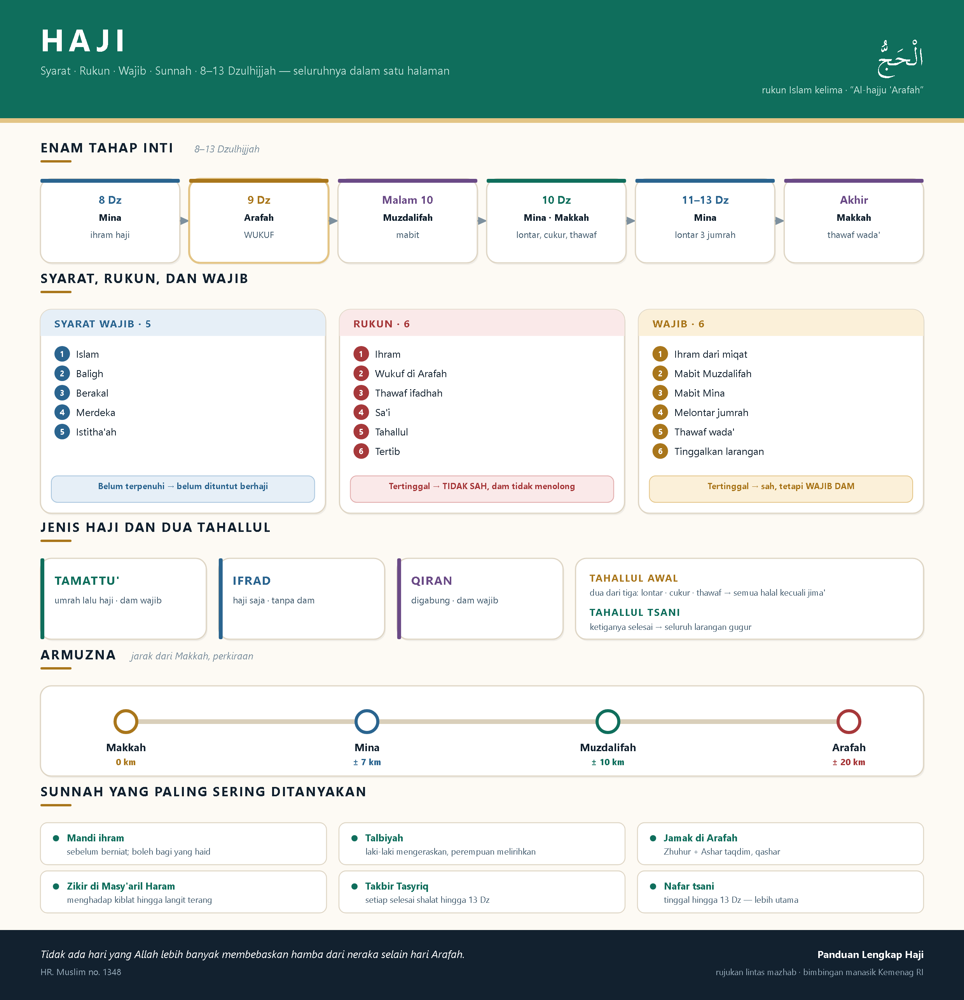 HAJI
Syarat · Rukun · Wajib · Sunnah · 8–13 Dzulhijjah — seluruhnya dalam satu halaman
الْحَجُّ
rukun Islam kelima · “Al-hajju 'Arafah”
ENAM TAHAP INTI
8–13 Dzulhijjah
8 Dz
Mina
ihram haji
9 Dz
Arafah
WUKUF
Malam 10
Muzdalifah
mabit
10 Dz
Mina · Makkah
lontar, cukur, thawaf
11–13 Dz
Mina
lontar 3 jumrah
Akhir
Makkah
thawaf wada'
SYARAT, RUKUN, DAN WAJIB
SYARAT WAJIB · 5
1 Islam
2 Baligh
3 Berakal
4 Merdeka
5 Istitha'ah
Belum terpenuhi → belum dituntut berhaji
RUKUN · 6
1 Ihram
2 Wukuf di Arafah
3 Thawaf ifadhah
4 Sa'i
5 Tahallul
6 Tertib
Tertinggal → TIDAK SAH, dam tidak menolong
WAJIB · 6
1 Ihram dari miqat
2 Mabit Muzdalifah
3 Mabit Mina
4 Melontar jumrah
5 Thawaf wada'
6 Tinggalkan larangan
Tertinggal → sah, tetapi WAJIB DAM
JENIS HAJI DAN DUA TAHALLUL
TAMATTU'
umrah lalu haji · dam wajib
IFRAD
haji saja · tanpa dam
QIRAN
digabung · dam wajib
TAHALLUL AWAL
dua dari tiga: lontar · cukur · thawaf → semua halal kecuali jima'
TAHALLUL TSANI
ketiganya selesai → seluruh larangan gugur
ARMUZNA
jarak dari Makkah, perkiraan
Makkah
0 km
Mina
± 7 km
Muzdalifah
± 10 km
Arafah
± 20 km
SUNNAH YANG PALING SERING DITANYAKAN
Mandi ihram
sebelum berniat; boleh bagi yang haid
Talbiyah
laki-laki mengeraskan, perempuan melirihkan
Jamak di Arafah
Zhuhur + Ashar taqdim, qashar
Zikir di Masy'aril Haram
menghadap kiblat hingga langit terang
Takbir Tasyriq
setiap selesai shalat hingga 13 Dz
Nafar tsani
tinggal hingga 13 Dz — lebih utama
Tidak ada hari yang Allah lebih banyak membebaskan hamba dari neraka selain hari Arafah.
HR. Muslim no. 1348
Panduan Lengkap Haji
rujukan lintas mazhab · bimbingan manasik Kemenag RI